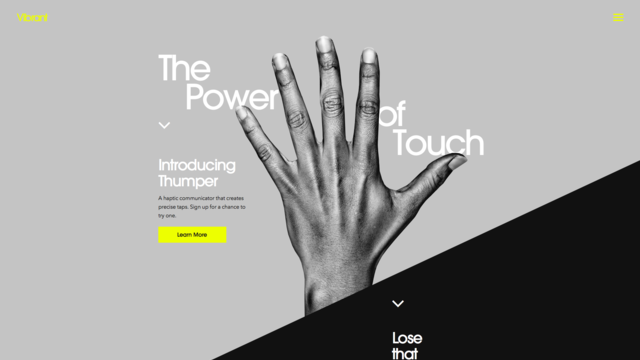 Vibrant
The
Power
of
Touch
Introducing
Thumper
A haptic communicator that creates
precise taps. Sign up for a chance to
try one.
Learn More
Lose
that